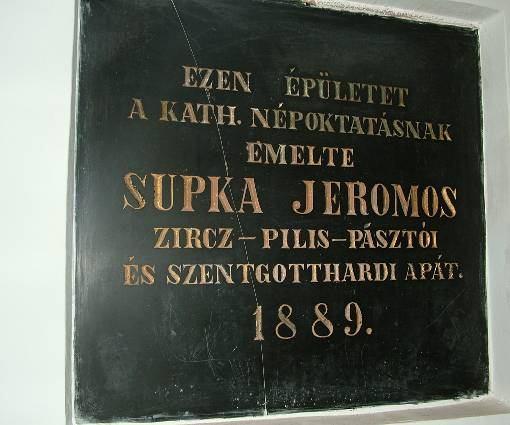 EZEN ÉPÜLETET
A KATH. NÉPOKTATÁSNAK
EMELTE
SUPKA JEROMOS
ZIRCZ–PILIS–PÁSZTÓI
ÉS SZENTGOTTHARDI APÁT.
1889.